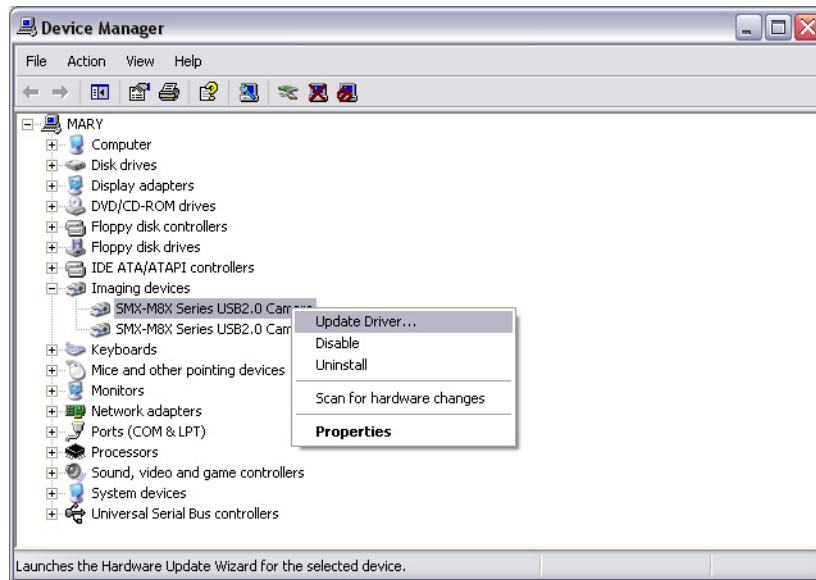 Device Manager
File Action View Help
MARY
Computer
Disk drives
Display adapters
DVD/CD-ROM drives
Floppy disk controllers
Floppy disk drives
IDE ATA/ATAPI controllers
Imaging devices
SMX-M8X Series USB2.0 Camera
SMX-M8X Series USB2.0 Cam
Keyboards
Mice and other pointing devices
Monitors
Network adapters
Ports (COM & LPT)
Processors
Sound, video and game controllers
System devices
Universal Serial Bus controllers
Update Driver...
Disable
Uninstall
Scan for hardware changes
Properties
Launches the Hardware Update Wizard for the selected device.